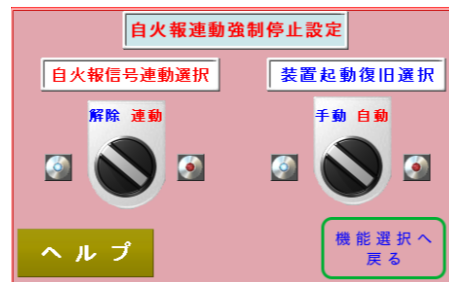 自火報連動強制停止設定
自火報信号連動選択
装置起動復旧選択
解除 連動
手動 自動
ヘルプ
機能選択へ
戻る